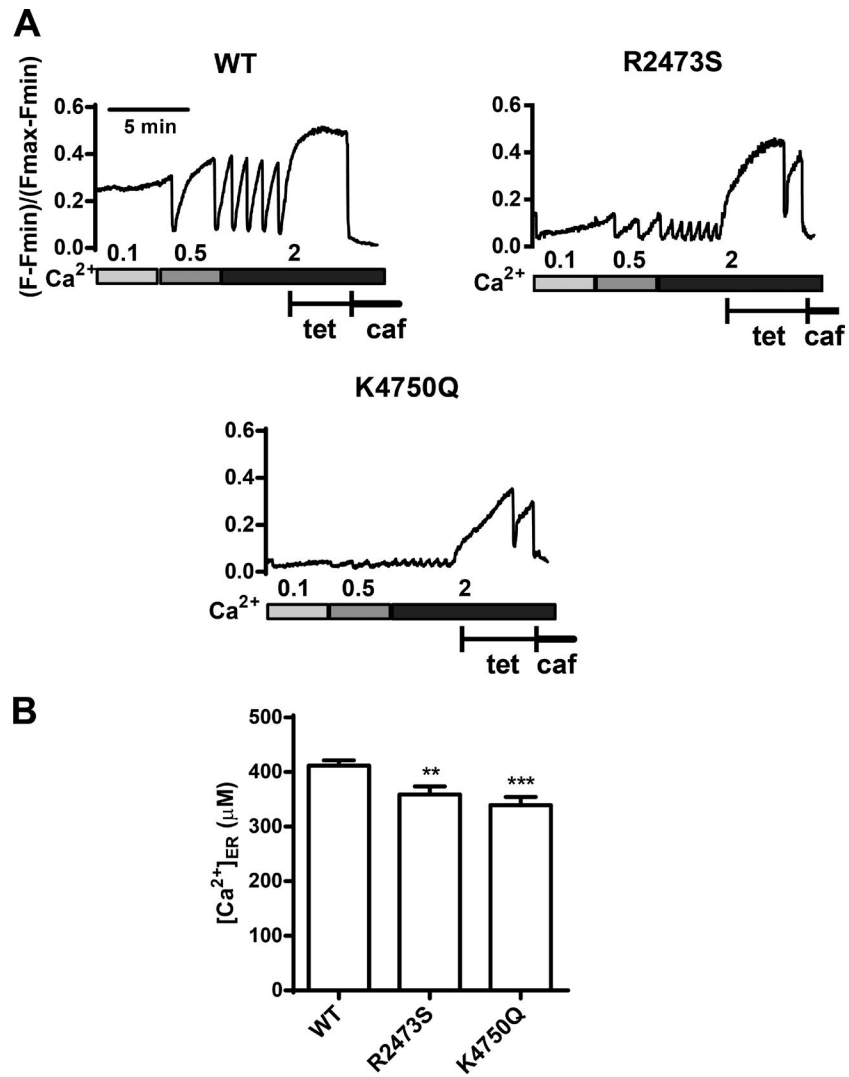 A
WT
R2473S
(F-Fmin)/(Fmax-Fmin)
0.6
0.4
0.2
0.0
5 min
0.1 0.5 2
Ca2+
tet caf
0.6
0.4
0.2
0.0
0.1 0.5 2
Ca2+
tet caf
K4750Q
0.6
0.4
0.2
0.0
0.1 0.5 2
Ca2+
tet caf
B
[Ca2+]ER (μM)
500
400
300
200
100
0
** ***
WT R2473S K4750Q